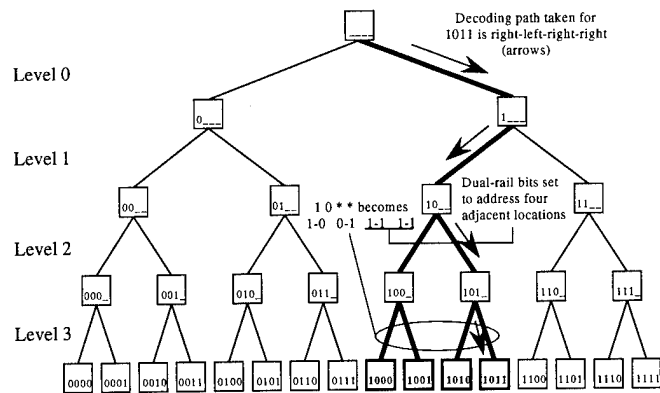 ____
Decoding path taken for
1011 is right-left-right-right
(arrows)
Level 0
0___
1___
Level 1
00__
01__
10__
11__
1 0 * * becomes
1-0 0-1 1-1 1-1
Dual-rail bits set
to address four
adjacent locations
Level 2
000_
001_
010_
011_
100_
101_
110_
111_
Level 3
0000 0001 0010 0011 0100 0101 0110 0111 1000 1001 1010 1011 1100 1101 1110 1111